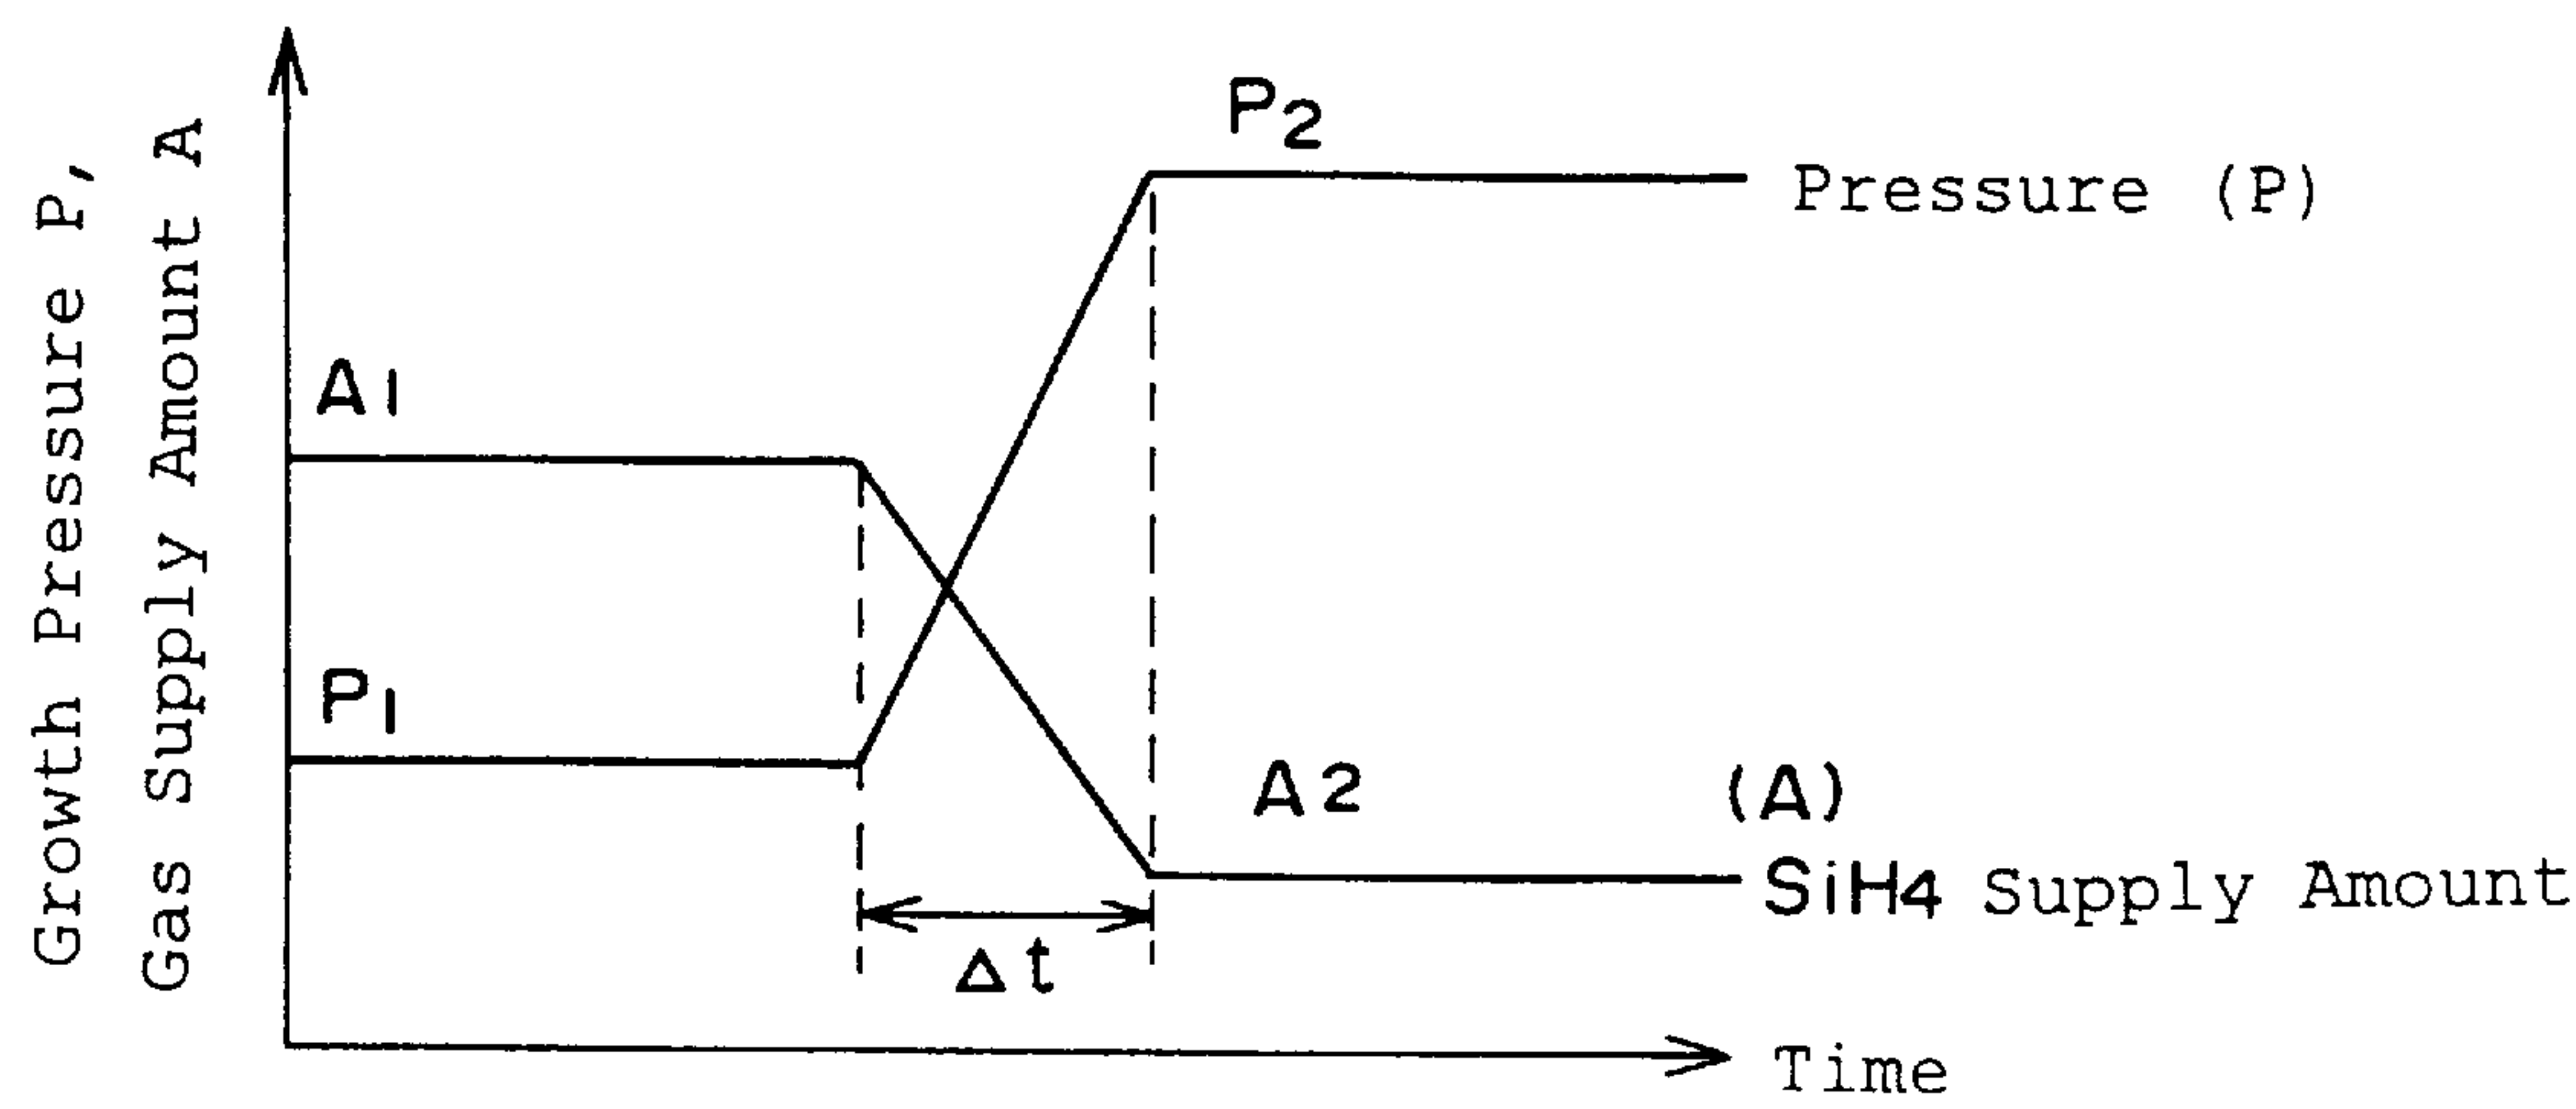 Growth Pressure P,
Gas Supply Amount A
P2
Pressure (P)
A1
P1
A2
(A)
SiH4 Supply Amount
Δt
Time